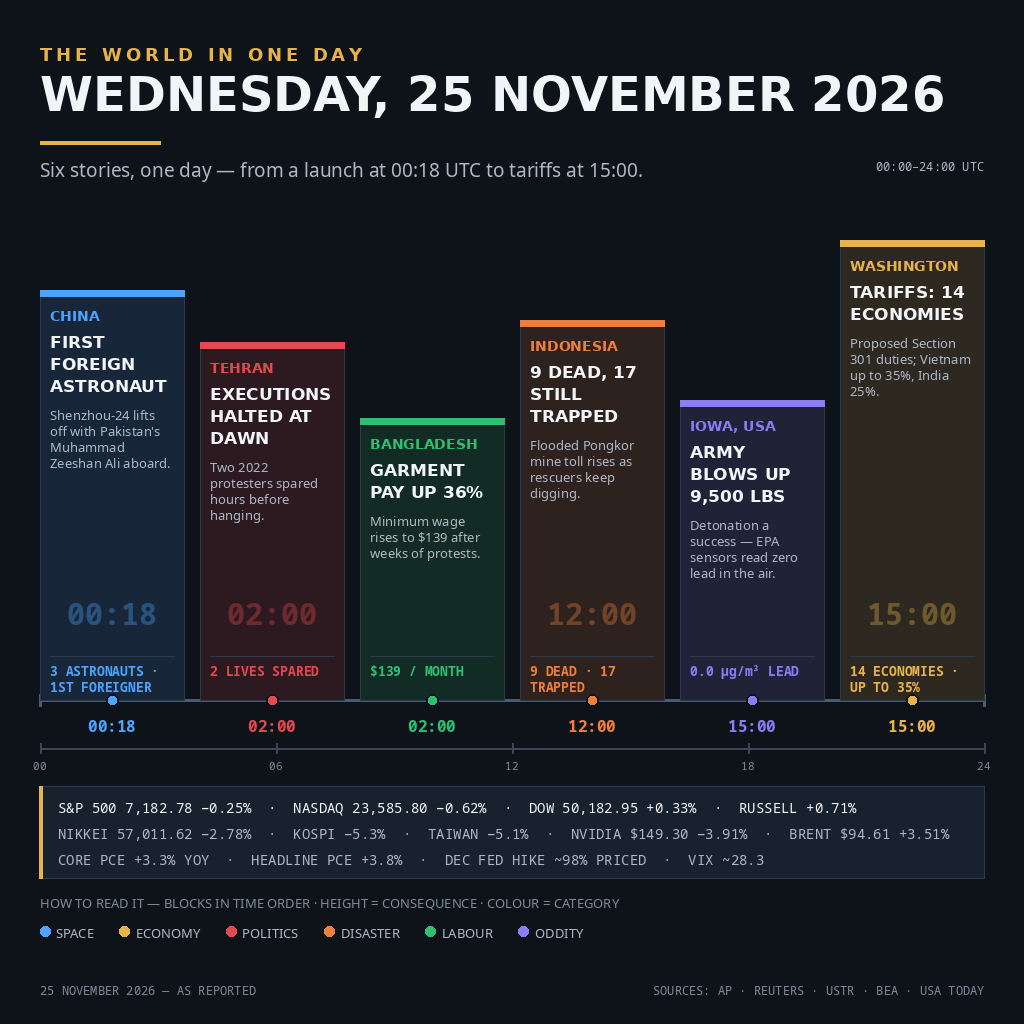 THE WORLD IN ONE DAY
WEDNESDAY, 25 NOVEMBER 2026
Six stories, one day — from a launch at 00:18 UTC to tariffs at 15:00.
00:00–24:00 UTC
CHINA
FIRST
FOREIGN
ASTRONAUT
Shenzhou-24 lifts
off with Pakistan's
Muhammad
Zeeshan Ali aboard.
00:18
3 ASTRONAUTS ·
1ST FOREIGNER
00:18
TEHRAN
EXECUTIONS
HALTED AT
DAWN
Two 2022
protesters spared
hours before
hanging.
02:00
2 LIVES SPARED
02:00
BANGLADESH
GARMENT
PAY UP 36%
Minimum wage
rises to $139 after
weeks of protests.
$139 / MONTH
02:00
INDONESIA
9 DEAD, 17
STILL
TRAPPED
Flooded Pongkor
mine toll rises as
rescuers keep
digging.
12:00
9 DEAD · 17
TRAPPED
12:00
IOWA, USA
ARMY
BLOWS UP
9,500 LBS
Detonation a
success — EPA
sensors read zero
lead in the air.
0.0 µg/m³ LEAD
15:00
WASHINGTON
TARIFFS: 14
ECONOMIES
Proposed Section
301 duties; Vietnam
up to 35%, India
25%.
15:00
14 ECONOMIES ·
UP TO 35%
15:00
00 06 12 18 24
S&P 500 7,182.78 −0.25% · NASDAQ 23,585.80 −0.62% · DOW 50,182.95 +0.33% · RUSSELL +0.71%
NIKKEI 57,011.62 −2.78% · KOSPI −5.3% · TAIWAN −5.1% · NVIDIA $149.30 −3.91% · BRENT $94.61 +3.51%
CORE PCE +3.3% YOY · HEADLINE PCE +3.8% · DEC FED HIKE ~98% PRICED · VIX ~28.3
HOW TO READ IT — BLOCKS IN TIME ORDER · HEIGHT = CONSEQUENCE · COLOUR = CATEGORY
SPACE ECONOMY POLITICS DISASTER LABOUR ODDITY
25 NOVEMBER 2026 — AS REPORTED
SOURCES: AP · REUTERS · USTR · BEA · USA TODAY